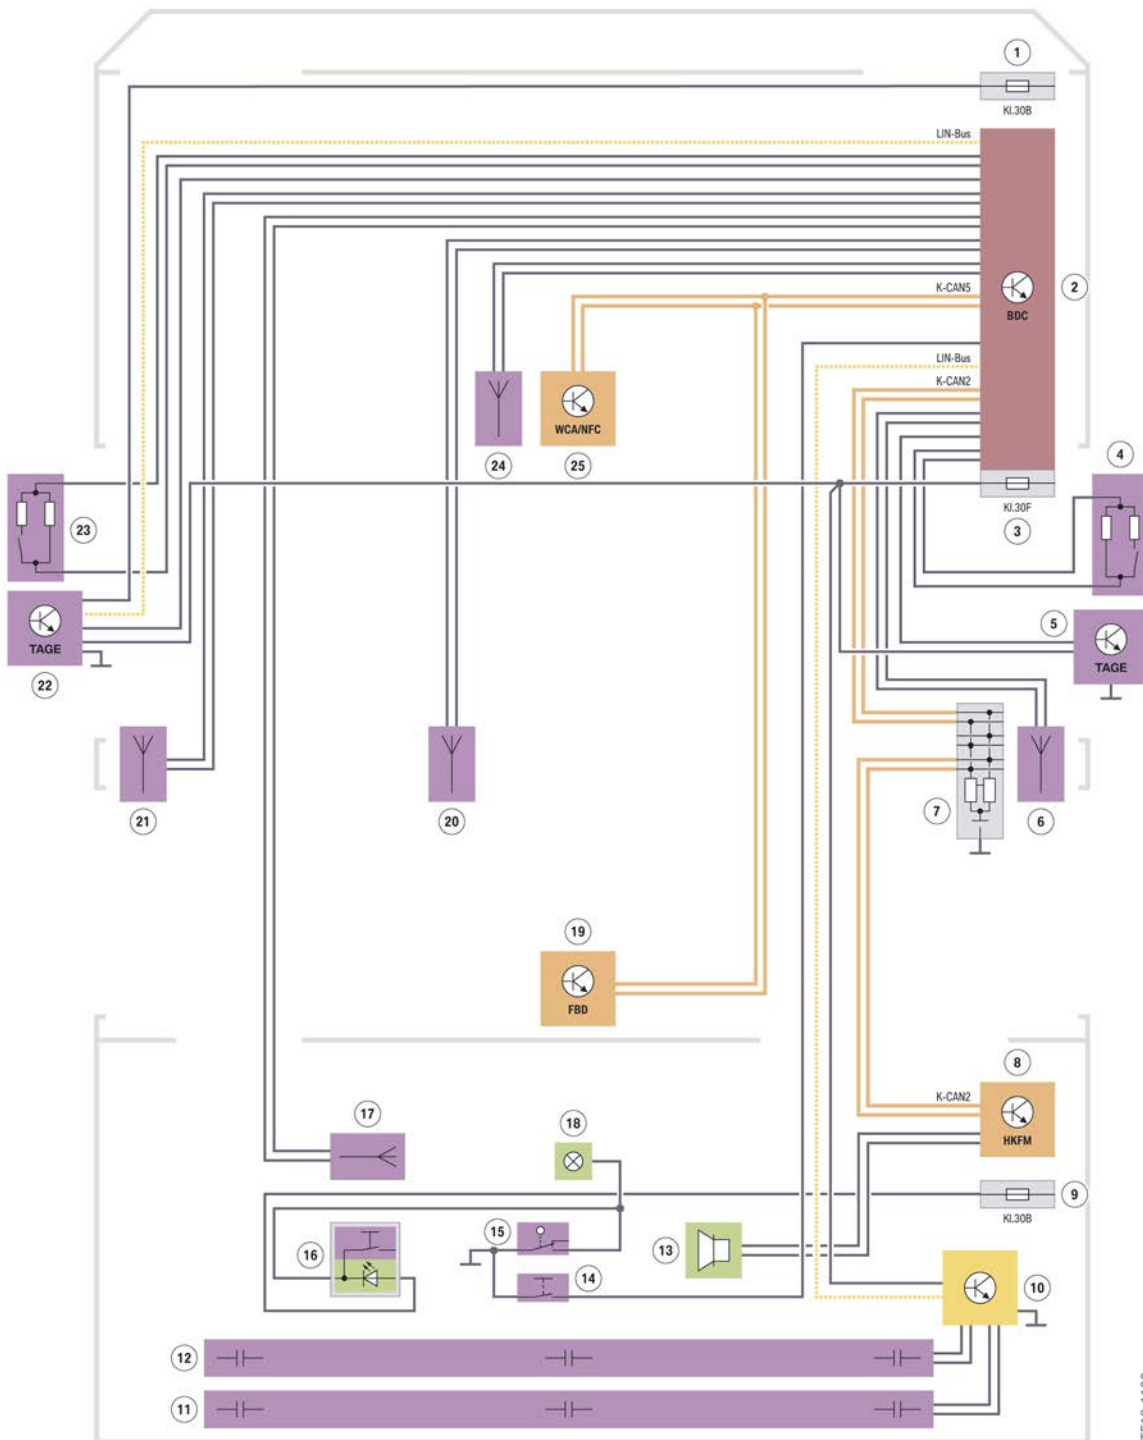 1
Kl.30B
LIN-Bus
K-CAN5
BDC
2
LIN-Bus
K-CAN2
WCA/NFC
24
25
4
23
Kl.30F
3
5
TAGE
TAGE
22
21
20
7
6
19
FBD
8
K-CAN2
HKFM
17
18
9
Kl.30B
15
16
13
14
10
12
11